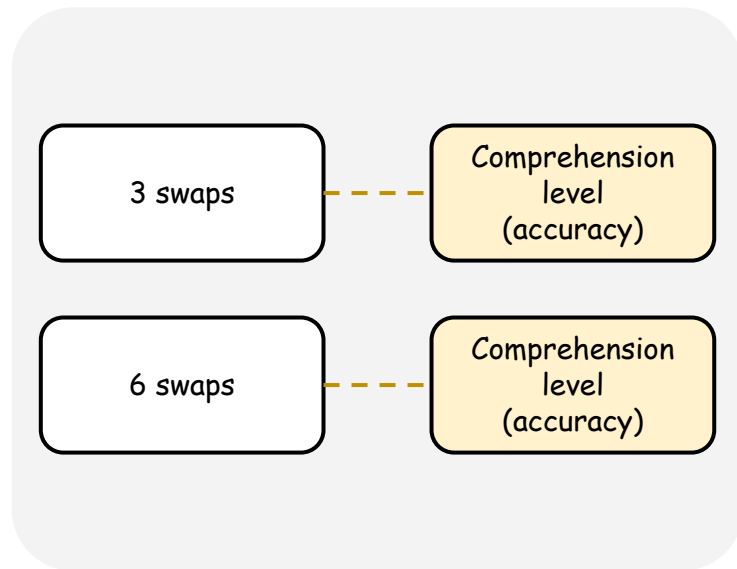 3 swaps
Comprehension
level
(accuracy)
6 swaps
Comprehension
level
(accuracy)